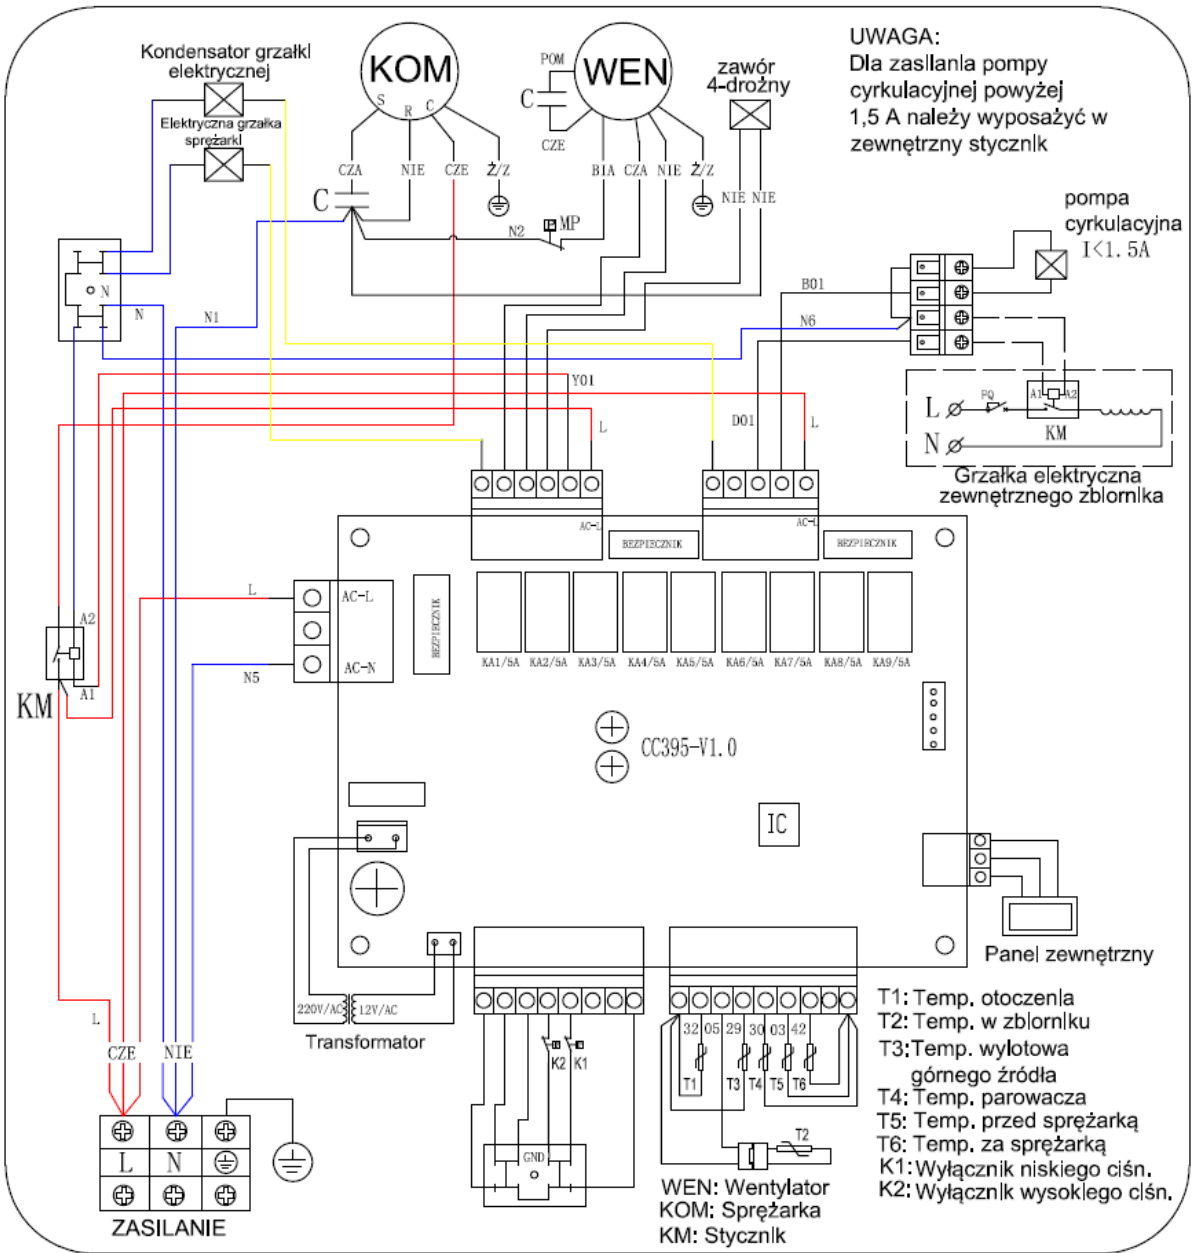 Kondensator grzałki
elektrycznej
Elektryczna grzałka
sprężarki
KOM
S
R
C
CZA
NIE
CZE
Ż/Z
C
POM
C
CZE
WEN
BIA
CZA
NIE
Ż/Z
N2
MP
zawór
4-drożny
NIE NIE
UWAGA:
Dla zasilania pompy
cyrkulacyjnej powyżej
1,5 A należy wyposażyć w
zewnętrzny stycznik
pompa
cyrkulacyjna
I<1.5A
N
N
N1
B01
N6
Y01
L
D01
L
L
N
FQ
A1
A2
KM
Grzałka elektryczna
zewnętrznego zbiornika
AC-L
BEZPIECZNIK
AC-L
BEZPIECZNIK
L
AC-L
BEZPIECZNIK
AC-N
N5
KA1/5A
KA2/5A
KA3/5A
KA4/5A
KA5/5A
KA6/5A
KA7/5A
KA8/5A
KA9/5A
A2
A1
KM
CC395-V1.0
IC
Panel zewnętrzny
220V/AC
12V/AC
Transformator
L
CZE
NIE
L
N
ZASILANIE
K2
K1
GND
32
05
29
30
03
42
T1
T3
T4
T5
T6
T2
T1: Temp. otoczenia
T2: Temp. w zbiorniku
T3: Temp. wylotowa
górnego źródła
T4: Temp. parowacza
T5: Temp. przed sprężarką
T6: Temp. za sprężarką
K1: Wyłącznik niskiego ciśn.
K2: Wyłącznik wysokiego ciśn.
WEN: Wentylator
KOM: Sprężarka
KM: Stycznik